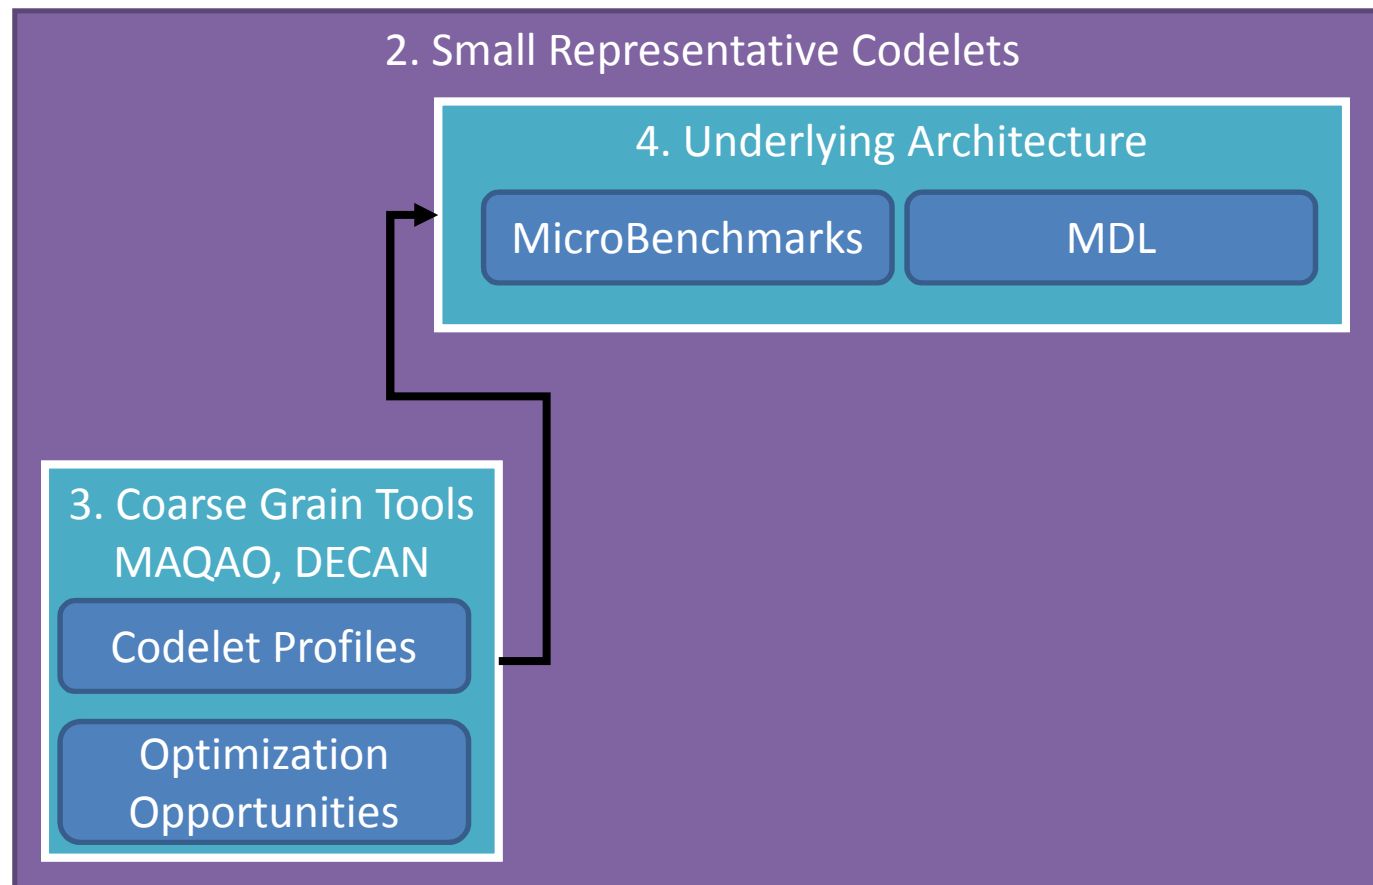 2. Small Representative Codelets
4. Underlying Architecture
MicroBenchmarks
MDL
3. Coarse Grain Tools
MAQAO, DECAN
Codelet Profiles
Optimization
Opportunities